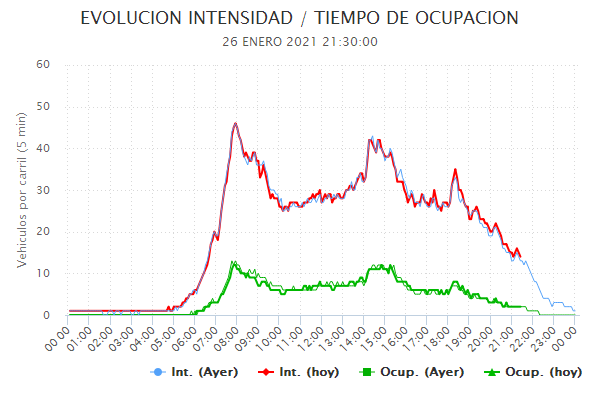 EVOLUCION INTENSIDAD / TIEMPO DE OCUPACION
26 ENERO 2021 21:30:00
Vehiculos por carril (5 min)
60
50
40
30
20
10
0
00:00 01:00 02:00 03:00 04:00 05:00 06:00 07:00 08:00 09:00 10:00 11:00 12:00 13:00 14:00 15:00 16:00 17:00 18:00 19:00 20:00 21:00 22:00 23:00 00:00
Int. (Ayer) Int. (hoy) Ocup. (Ayer) Ocup. (hoy)